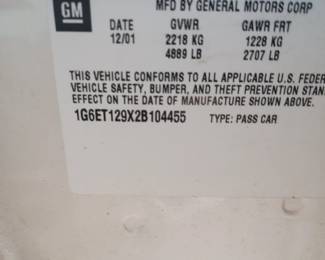 GM
MFD BY GENERAL MOTORS CORP
DATE GVWR GAWR FRT
12/01 2218 KG 1228 KG
4889 LB 2707 LB
THIS VEHICLE CONFORMS TO ALL APPLICABLE U.S. FEDER
VEHICLE SAFETY, BUMPER, AND THEFT PREVENTION STAN
EFFECT ON THE DATE OF MANUFACTURE SHOWN ABOVE.
1G6ET129X2B104455 TYPE: PASS CAR